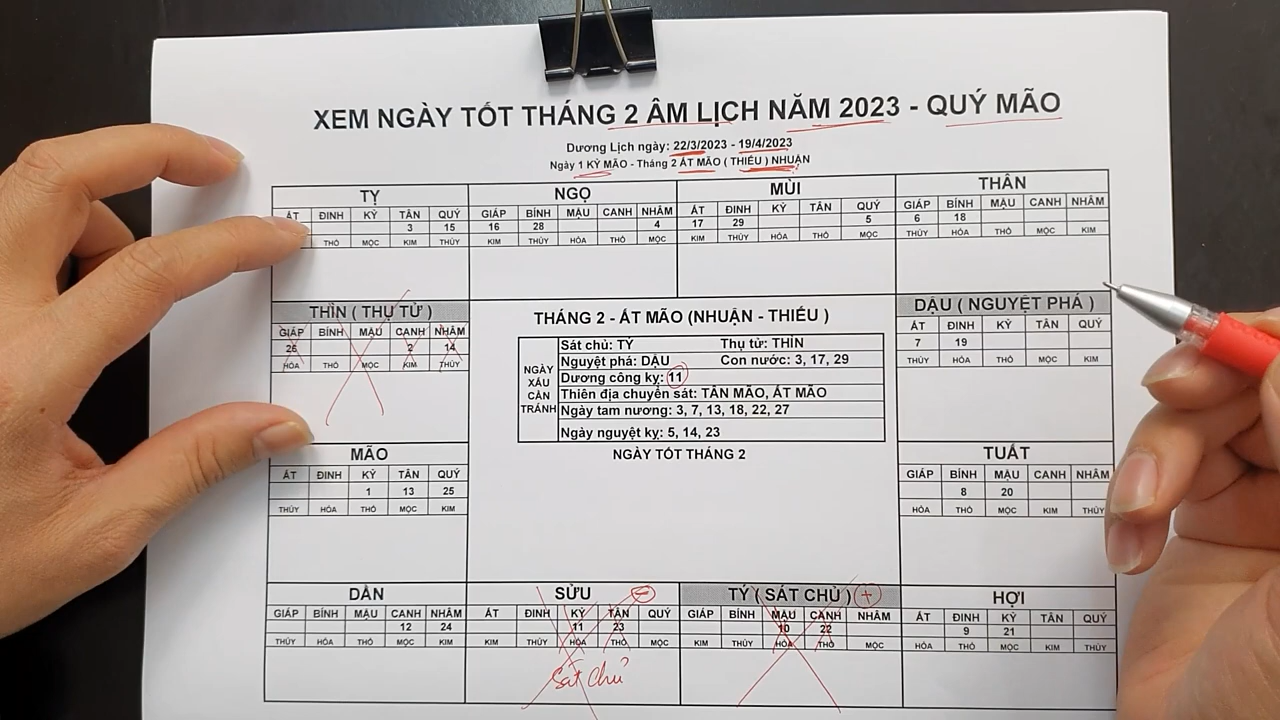 XEM NGÀY TỐT THÁNG 2 ÂM LỊCH NĂM 2023 - QUÝ MÃO
Dương Lịch ngày: 22/3/2023 - 19/4/2023
Ngày 1 KỶ MÃO - Tháng 2 ẤT MÃO ( THIẾU ) NHUẬN
TỴ
ẤT ĐINH KỶ TÂN QUÝ
3 15
THỔ MỘC KIM THỦY
NGỌ
GIÁP BÍNH MẬU CANH NHÂM
16 28 4
KIM THỦY HỎA THỔ MỘC
MÙI
ẤT ĐINH KỶ TÂN QUÝ
17 29 5
KIM THỦY HỎA THỔ MỘC
THÂN
GIÁP BÍNH MẬU CANH NHÂM
6 18
THỦY HỎA THỔ MỘC KIM
THÌN ( THỤ TỬ )
GIÁP BÍNH MẬU CANH NHÂM
26 2 14
HỎA THỔ MỘC KIM THỦY
THÁNG 2 - ẤT MÃO (NHUẬN - THIẾU )
NGÀY XẤU CẦN TRÁNH
Sát chủ: TÝ Thụ tử: THÌN
Nguyệt phá: DẬU Con nước: 3, 17, 29
Dương công kỵ: 11
Thiên địa chuyển sát: TÂN MÃO, ẤT MÃO
Ngày tam nương: 3, 7, 13, 18, 22, 27
Ngày nguyệt kỵ: 5, 14, 23
NGÀY TỐT THÁNG 2
DẬU ( NGUYỆT PHÁ )
ẤT ĐINH KỶ TÂN QUÝ
7 19
THỦY HỎA THỔ MỘC KIM
MÃO
ẤT ĐINH KỶ TÂN QUÝ
1 13 25
THỦY HỎA THỔ MỘC KIM
TUẤT
GIÁP BÍNH MẬU CANH NHÂM
8 20
HỎA THỔ MỘC KIM THỦY
DẦN
GIÁP BÍNH MẬU CANH NHÂM
12 24
THỦY HỎA THỔ MỘC KIM
SỬU
ẤT ĐINH KỶ TÂN QUÝ
11 23
KIM THỦY HỎA THỔ MỘC
Sát chủ
TÝ ( SÁT CHỦ ) +
GIÁP BÍNH MẬU CANH NHÂM
10 22
KIM THỦY HỎA THỔ MỘC
HỢI
ẤT ĐINH KỶ TÂN QUÝ
9 21
HỎA THỔ MỘC KIM THỦY